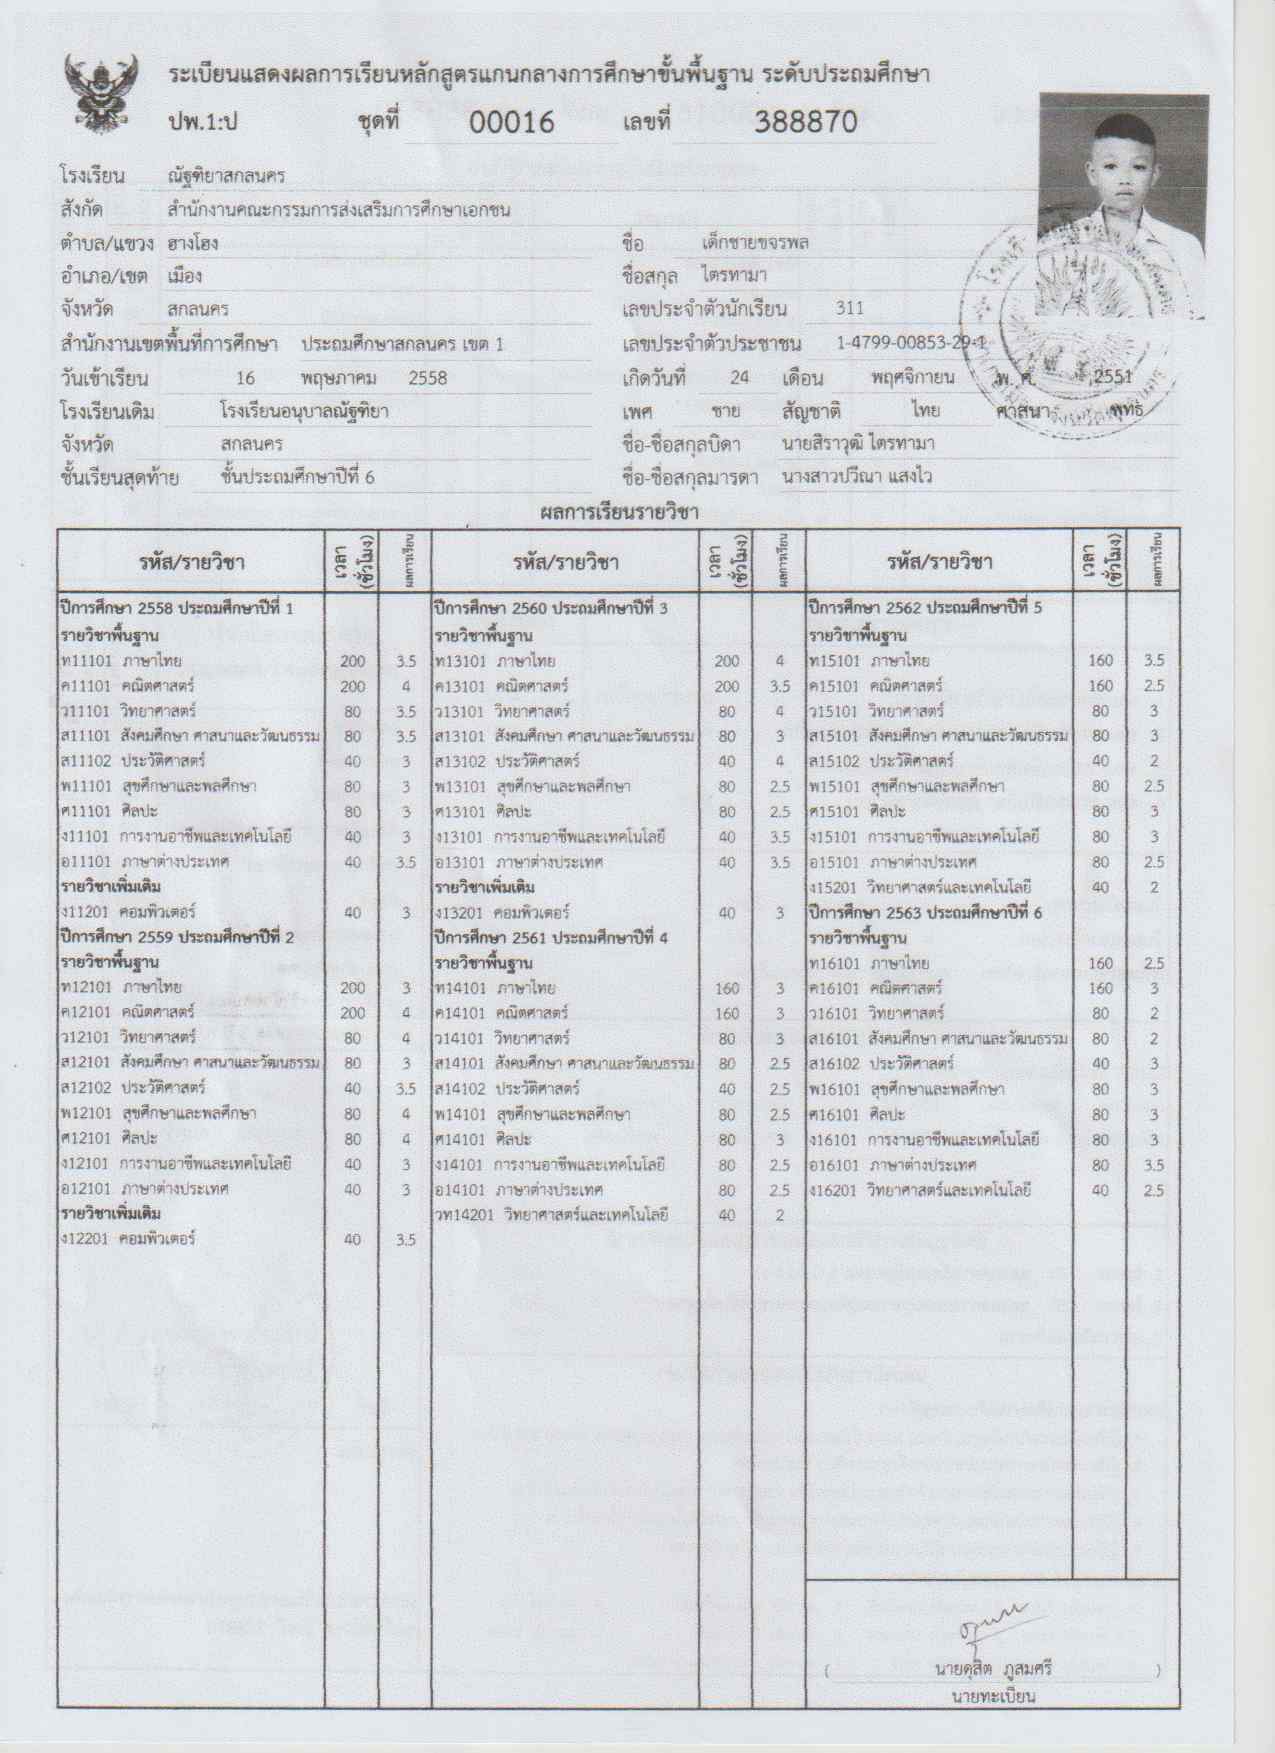 ระเบียนแสดงผลการเรียนหลักสูตรแกนกลางการศึกษาขั้นพื้นฐาน ระดับประถมศึกษา
ปพ.1:ป ชุดที่ 00016 เลขที่ 388870
โรงเรียน ณัฐฑิยาสกลนคร
สังกัด สำนักงานคณะกรรมการส่งเสริมการศึกษาเอกชน
ตำบล/แขวง ฮางโฮง
อำเภอ/เขต เมือง
จังหวัด สกลนคร
สำนักงานเขตพื้นที่การศึกษา ประถมศึกษาสกลนคร เขต 1
วันเข้าเรียน 16 พฤษภาคม 2558
โรงเรียนเดิม โรงเรียนอนุบาลณัฐฑิยา
จังหวัด สกลนคร
ชั้นเรียนสุดท้าย ชั้นประถมศึกษาปีที่ 6
ชื่อ เด็กชายขจรพล
ชื่อสกุล ไตรทามา
เลขประจำตัวนักเรียน 311
เลขประจำตัวประชาชน 1-4799-00853-29-1
เกิดวันที่ 24 เดือน พฤศจิกายน พ.ศ. 2551
เพศ ชาย สัญชาติ ไทย ศาสนา พุทธ
ชื่อ-ชื่อสกุลบิดา นายสิราวุฒิ ไตรทามา
ชื่อ-ชื่อสกุลมารดา นางสาวปวีณา แสงไว
ผลการเรียนรายวิชา
รหัส/รายวิชา เวลา (ชั่วโมง) ผลการเรียน
ปีการศึกษา 2558 ประถมศึกษาปีที่ 1
รายวิชาพื้นฐาน
ท11101 ภาษาไทย 200 3.5
ค11101 คณิตศาสตร์ 200 4
ว11101 วิทยาศาสตร์ 80 3.5
ส11101 สังคมศึกษา ศาสนาและวัฒนธรรม 80 3.5
ส11102 ประวัติศาสตร์ 40 3
พ11101 สุขศึกษาและพลศึกษา 80 3
ศ11101 ศิลปะ 80 3
ง11101 การงานอาชีพและเทคโนโลยี 40 3
อ11101 ภาษาต่างประเทศ 40 3.5
รายวิชาเพิ่มเติม
ง11201 คอมพิวเตอร์ 40 3
ปีการศึกษา 2559 ประถมศึกษาปีที่ 2
รายวิชาพื้นฐาน
ท12101 ภาษาไทย 200 3
ค12101 คณิตศาสตร์ 200 4
ว12101 วิทยาศาสตร์ 80 4
ส12101 สังคมศึกษา ศาสนาและวัฒนธรรม 80 3
ส12102 ประวัติศาสตร์ 40 3.5
พ12101 สุขศึกษาและพลศึกษา 80 4
ศ12101 ศิลปะ 80 4
ง12101 การงานอาชีพและเทคโนโลยี 40 3
อ12101 ภาษาต่างประเทศ 40 3
รายวิชาเพิ่มเติม
ง12201 คอมพิวเตอร์ 40 3.5
รหัส/รายวิชา เวลา (ชั่วโมง) ผลการเรียน
ปีการศึกษา 2560 ประถมศึกษาปีที่ 3
รายวิชาพื้นฐาน
ท13101 ภาษาไทย 200 4
ค13101 คณิตศาสตร์ 200 3.5
ว13101 วิทยาศาสตร์ 80 4
ส13101 สังคมศึกษา ศาสนาและวัฒนธรรม 80 3
ส13102 ประวัติศาสตร์ 40 4
พ13101 สุขศึกษาและพลศึกษา 80 2.5
ศ13101 ศิลปะ 80 2.5
ง13101 การงานอาชีพและเทคโนโลยี 40 3.5
อ13101 ภาษาต่างประเทศ 40 3.5
รายวิชาเพิ่มเติม
ง13201 คอมพิวเตอร์ 40 3
ปีการศึกษา 2561 ประถมศึกษาปีที่ 4
รายวิชาพื้นฐาน
ท14101 ภาษาไทย 160 3
ค14101 คณิตศาสตร์ 160 3
ว14101 วิทยาศาสตร์ 80 3
ส14101 สังคมศึกษา ศาสนาและวัฒนธรรม 80 2.5
ส14102 ประวัติศาสตร์ 40 2.5
พ14101 สุขศึกษาและพลศึกษา 80 2.5
ศ14101 ศิลปะ 80 3
ง14101 การงานอาชีพและเทคโนโลยี 80 2.5
อ14101 ภาษาต่างประเทศ 80 2.5
วท14201 วิทยาศาสตร์และเทคโนโลยี 40 2
รหัส/รายวิชา เวลา (ชั่วโมง) ผลการเรียน
ปีการศึกษา 2562 ประถมศึกษาปีที่ 5
รายวิชาพื้นฐาน
ท15101 ภาษาไทย 160 3.5
ค15101 คณิตศาสตร์ 160 2.5
ว15101 วิทยาศาสตร์ 80 3
ส15101 สังคมศึกษา ศาสนาและวัฒนธรรม 80 3
ส15102 ประวัติศาสตร์ 40 2
พ15101 สุขศึกษาและพลศึกษา 80 2.5
ศ15101 ศิลปะ 80 3
ง15101 การงานอาชีพและเทคโนโลยี 80 3
อ15101 ภาษาต่างประเทศ 80 2.5
ง15201 วิทยาศาสตร์และเทคโนโลยี 40 2
ปีการศึกษา 2563 ประถมศึกษาปีที่ 6
รายวิชาพื้นฐาน
ท16101 ภาษาไทย 160 2.5
ค16101 คณิตศาสตร์ 160 3
ว16101 วิทยาศาสตร์ 80 2
ส16101 สังคมศึกษา ศาสนาและวัฒนธรรม 80 2
ส16102 ประวัติศาสตร์ 40 3
พ16101 สุขศึกษาและพลศึกษา 80 3
ศ16101 ศิลปะ 80 3
ง16101 การงานอาชีพและเทคโนโลยี 80 3
อ16101 ภาษาต่างประเทศ 80 3.5
ง16201 วิทยาศาสตร์และเทคโนโลยี 40 2.5
( นายดุสิต ภูสมศรี )
นายทะเบียน